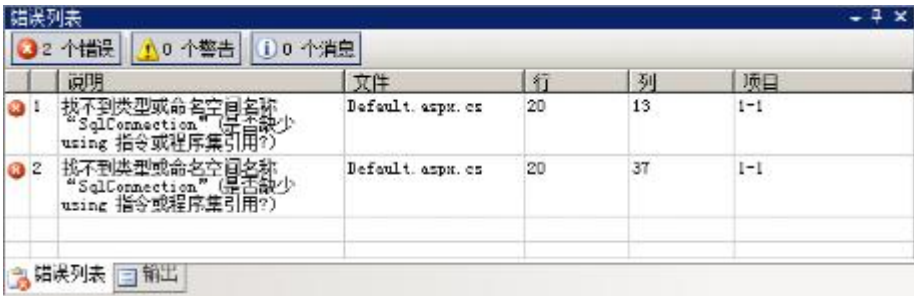 错误列表
2 个错误 0 个警告 0 个消息
说明 文件 行 列 项目
1 找不到类型或命名空间名称 Default.aspx.cs 20 13 1-1
“SqlConnection”(是否缺少
using 指令或程序集引用?)
2 找不到类型或命名空间名称 Default.aspx.cs 20 37 1-1
“SqlConnection”(是否缺少
using 指令或程序集引用?)
错误列表 输出